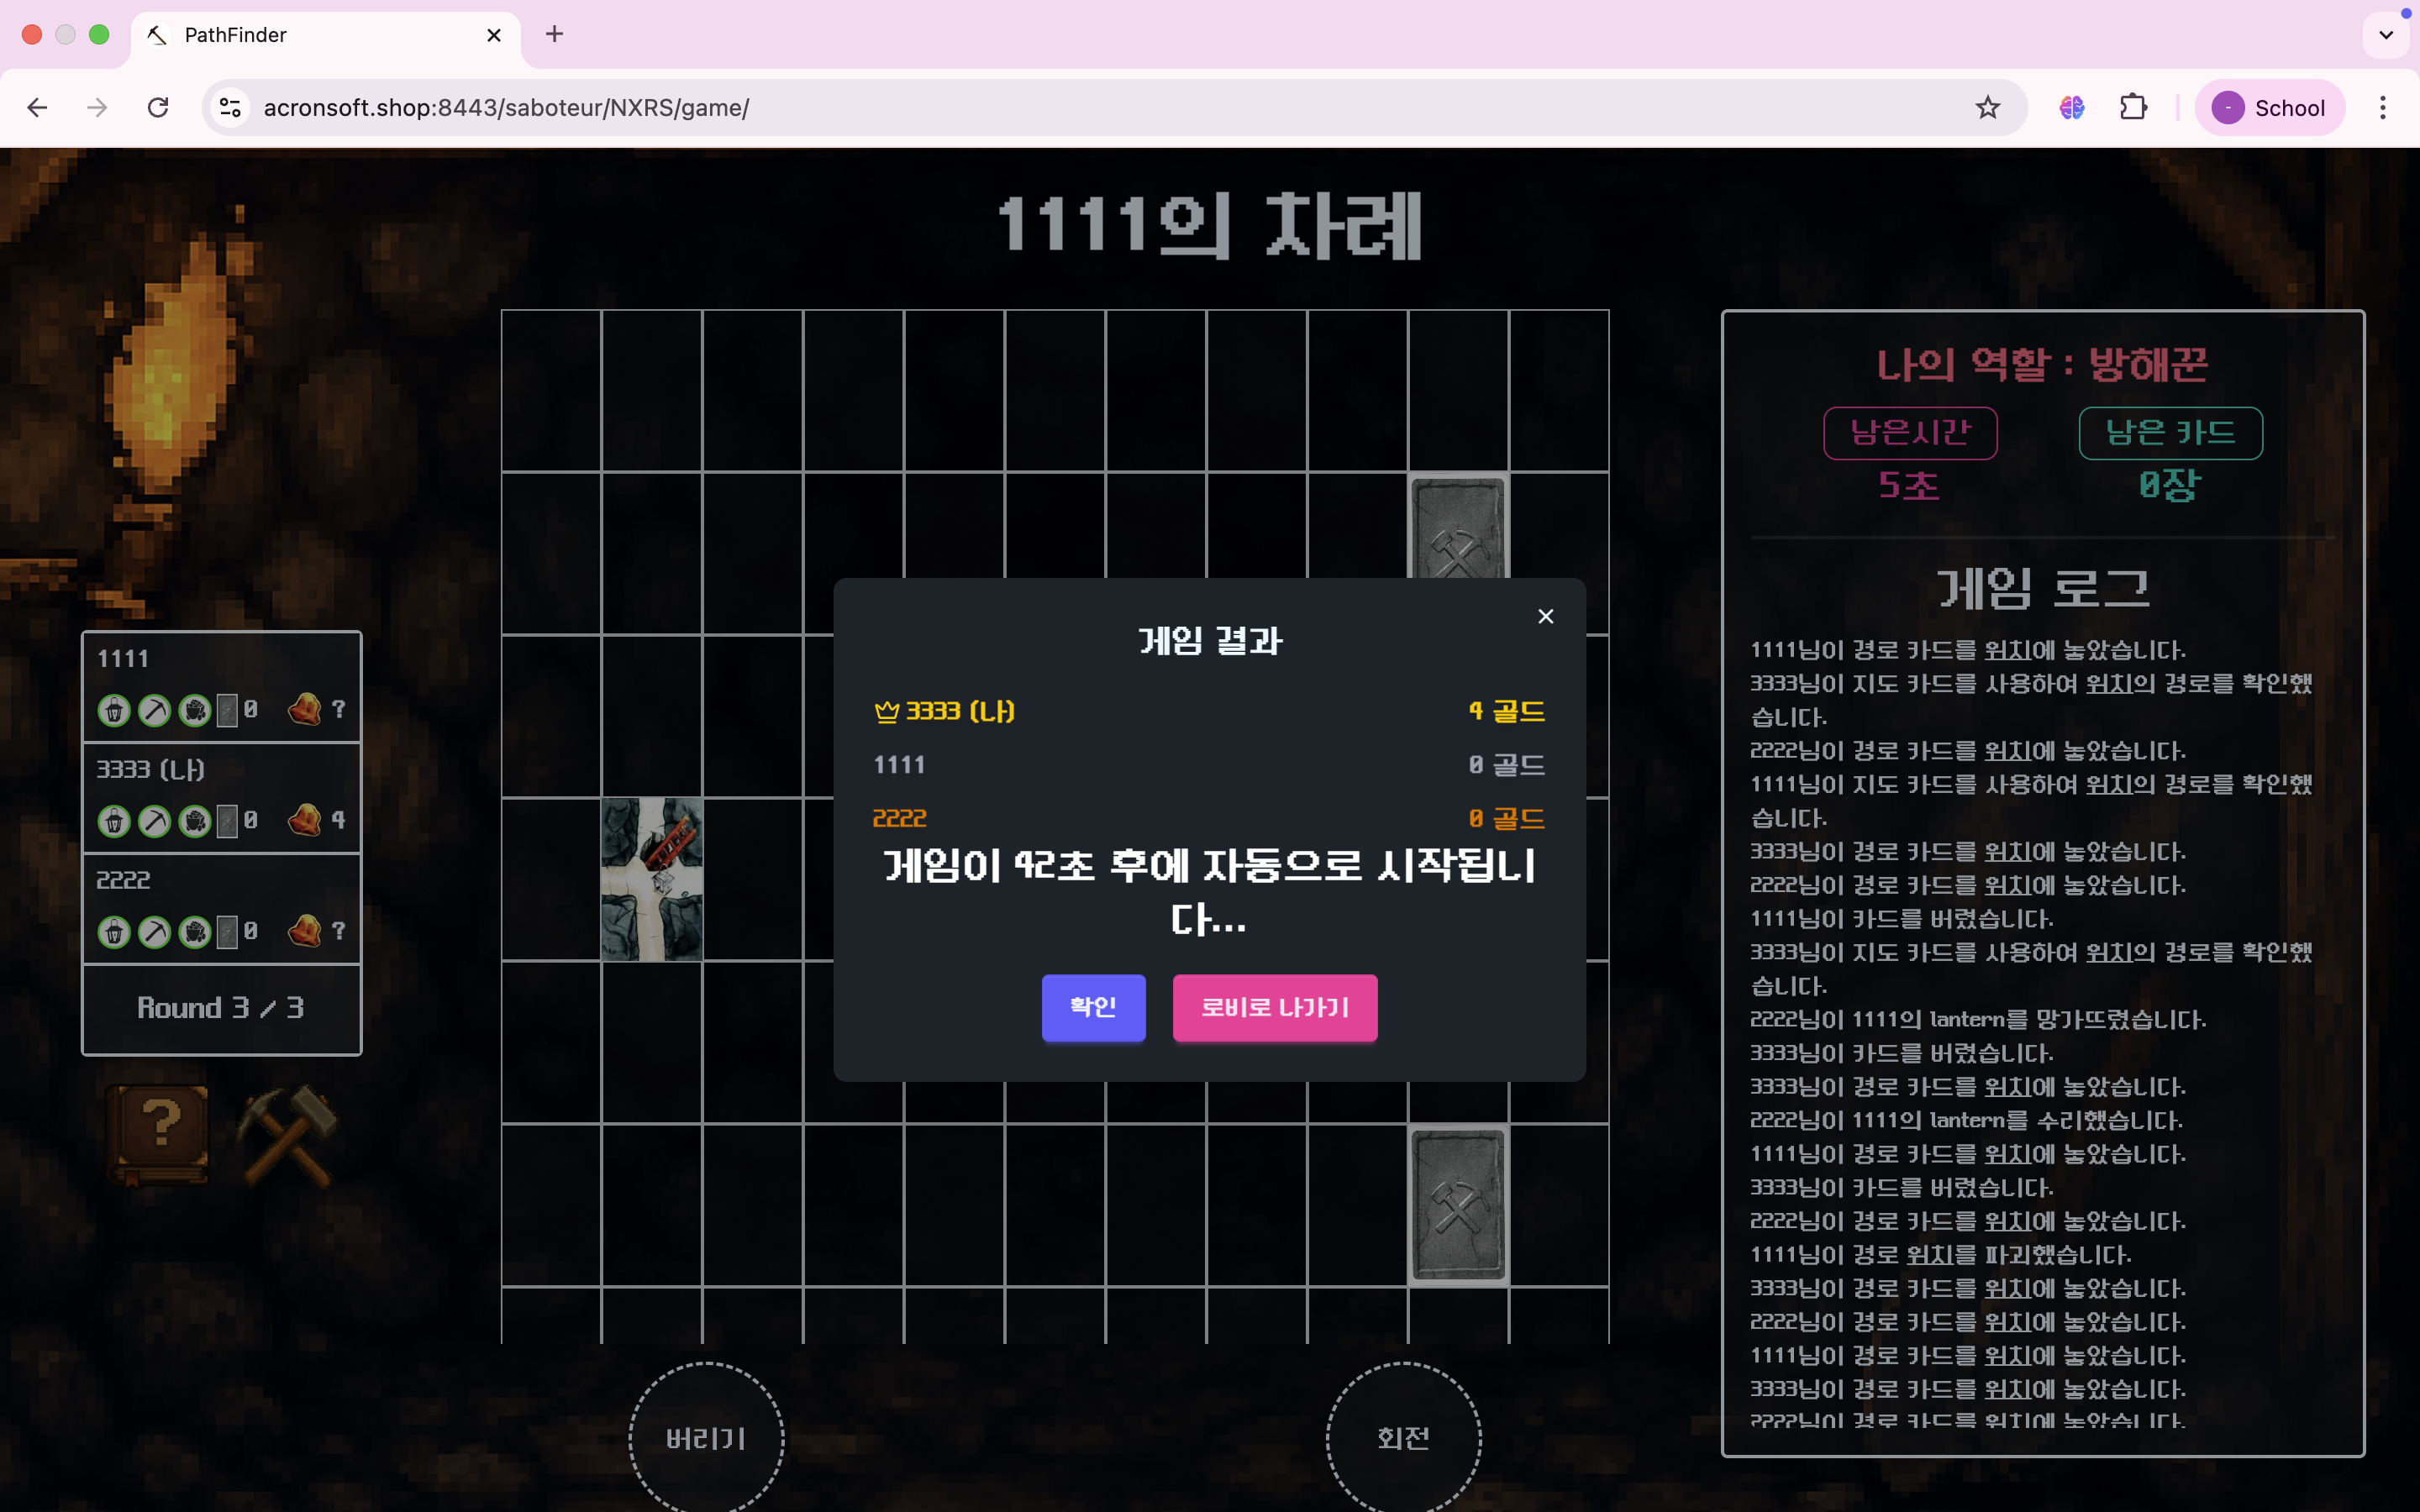 PathFinder
acronsoft.shop:8443/saboteur/NXRS/game/
School
1111의 차례
1111
0 ?
3333 (나)
0 4
2222
0 ?
Round 3 / 3
?
게임 결과
3333 (나) 4 골드
1111 0 골드
2222 0 골드
게임이 42초 후에 자동으로 시작됩니
다...
확인 로비로 나가기
버리기
회전
나의 역할 : 방해꾼
남은시간 남은 카드
5초 0장
게임 로그
1111님이 경로 카드를 위치에 놓았습니다.
3333님이 지도 카드를 사용하여 위치의 경로를 확인했
습니다.
2222님이 경로 카드를 위치에 놓았습니다.
1111님이 지도 카드를 사용하여 위치의 경로를 확인했
습니다.
3333님이 경로 카드를 위치에 놓았습니다.
2222님이 경로 카드를 위치에 놓았습니다.
1111님이 카드를 버렸습니다.
3333님이 지도 카드를 사용하여 위치의 경로를 확인했
습니다.
2222님이 1111의 lantern를 망가뜨렸습니다.
3333님이 카드를 버렸습니다.
3333님이 경로 카드를 위치에 놓았습니다.
2222님이 1111의 lantern를 수리했습니다.
1111님이 경로 카드를 위치에 놓았습니다.
3333님이 카드를 버렸습니다.
2222님이 경로 카드를 위치에 놓았습니다.
1111님이 경로 위치를 파괴했습니다.
3333님이 경로 카드를 위치에 놓았습니다.
2222님이 경로 카드를 위치에 놓았습니다.
1111님이 경로 카드를 위치에 놓았습니다.
3333님이 경로 카드를 위치에 놓았습니다.
2222님이 경로 카드를 위치에 놓았습니다.